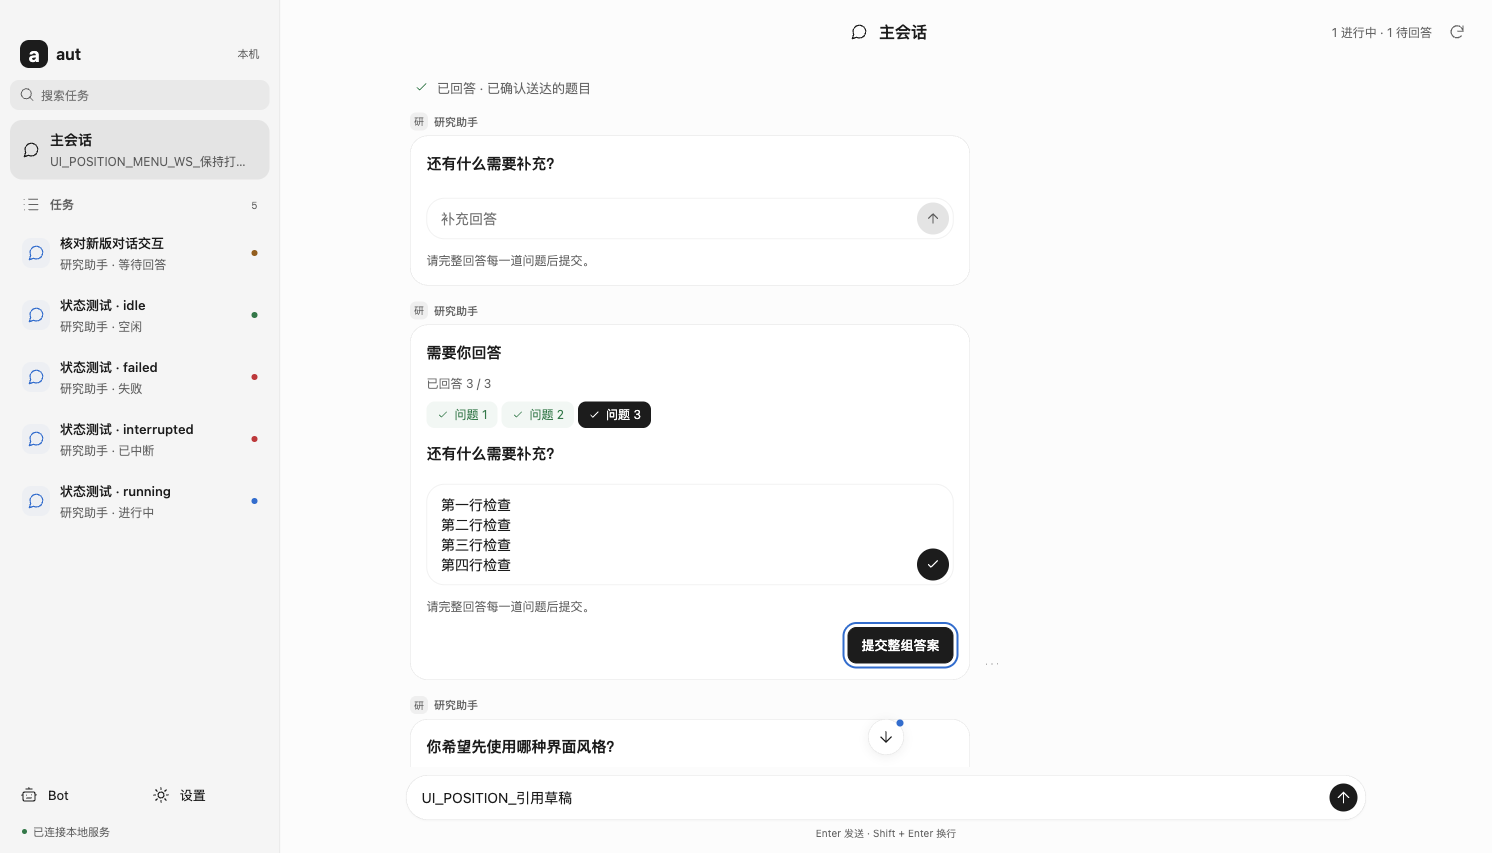 a aut
本机
搜索任务
主会话
UI_POSITION_MENU_WS_保持打...
任务
5
核对新版对话交互
研究助手 · 等待回答
状态测试 · idle
研究助手 · 空闲
状态测试 · failed
研究助手 · 失败
状态测试 · interrupted
研究助手 · 已中断
状态测试 · running
研究助手 · 进行中
Bot
设置
已连接本地服务
主会话
1 进行中 · 1 待回答
已回答 · 已确认送达的题目
研 研究助手
还有什么需要补充?
补充回答
请完整回答每一道问题后提交。
研 研究助手
需要你回答
已回答 3 / 3
问题 1 问题 2 问题 3
还有什么需要补充?
第一行检查
第二行检查
第三行检查
第四行检查
请完整回答每一道问题后提交。
提交整组答案
...
研 研究助手
你希望先使用哪种界面风格?
UI_POSITION_引用草稿
Enter 发送 · Shift + Enter 换行